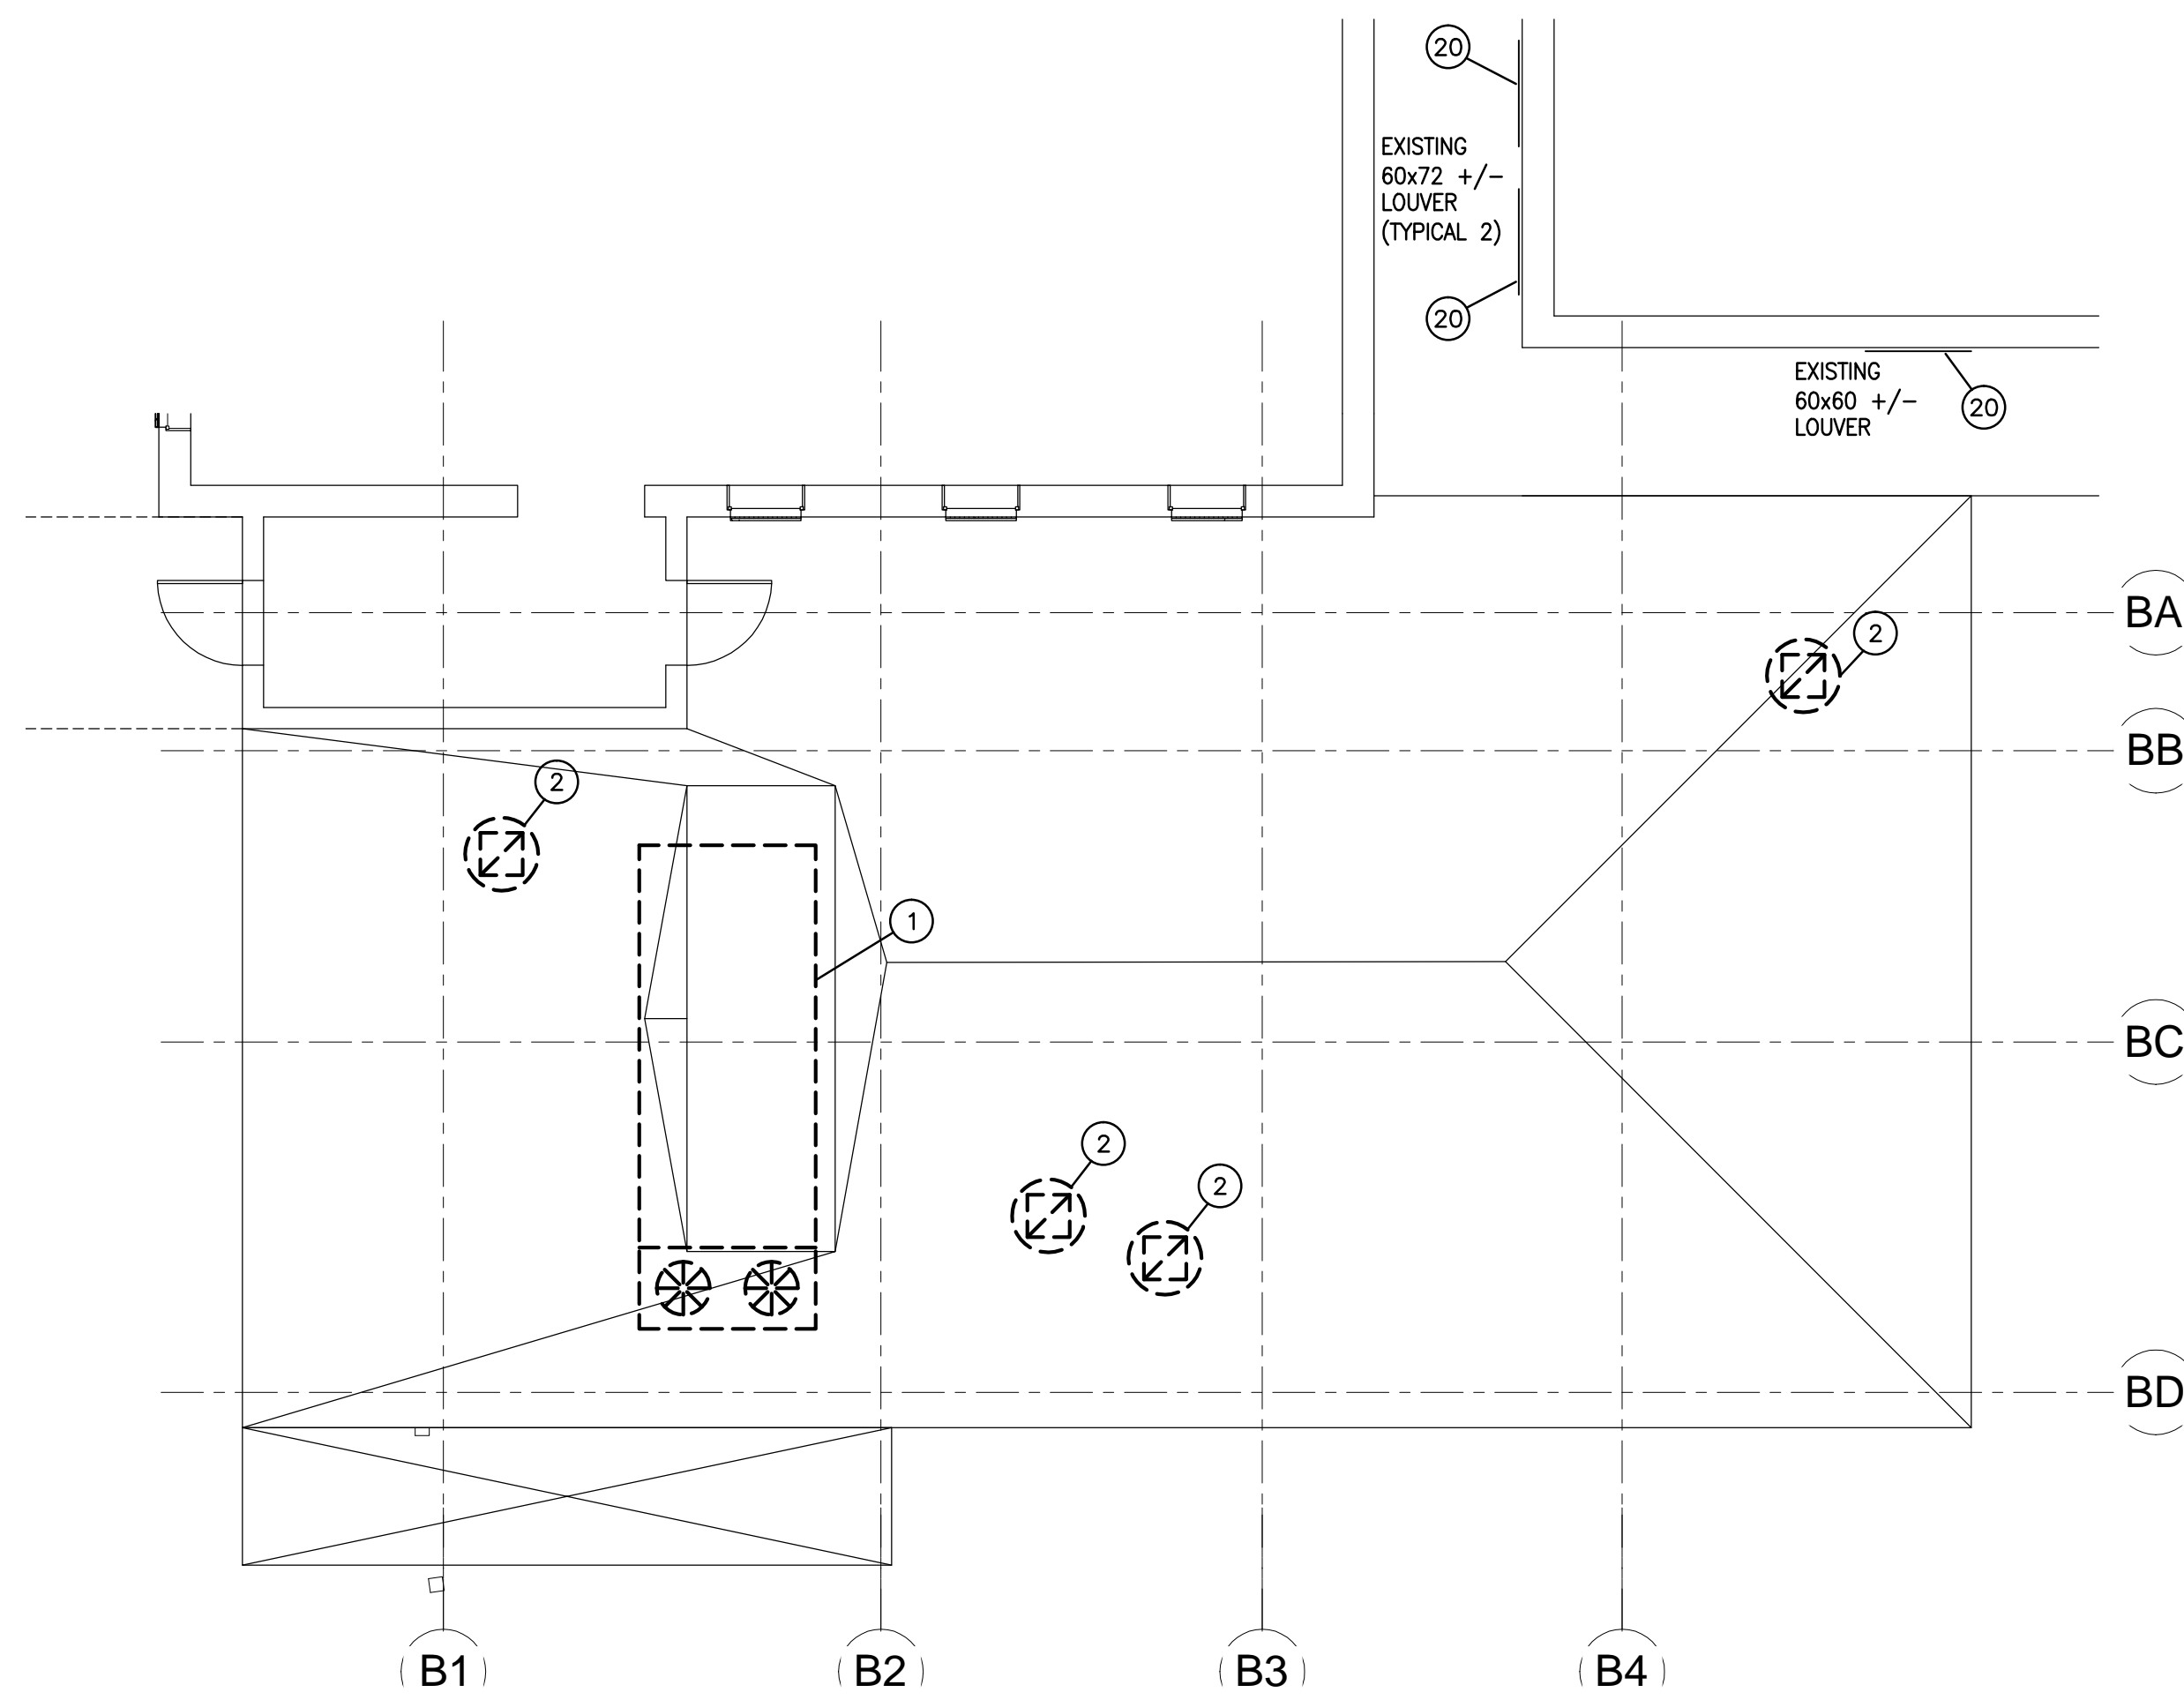 20
EXISTING
60x72 +/-
LOUVER
(TYPICAL 2)
20
EXISTING
60x60 +/-
LOUVER
20
BA
2
BB
2
1
BC
2
2
BD
B1
B2
B3
B4